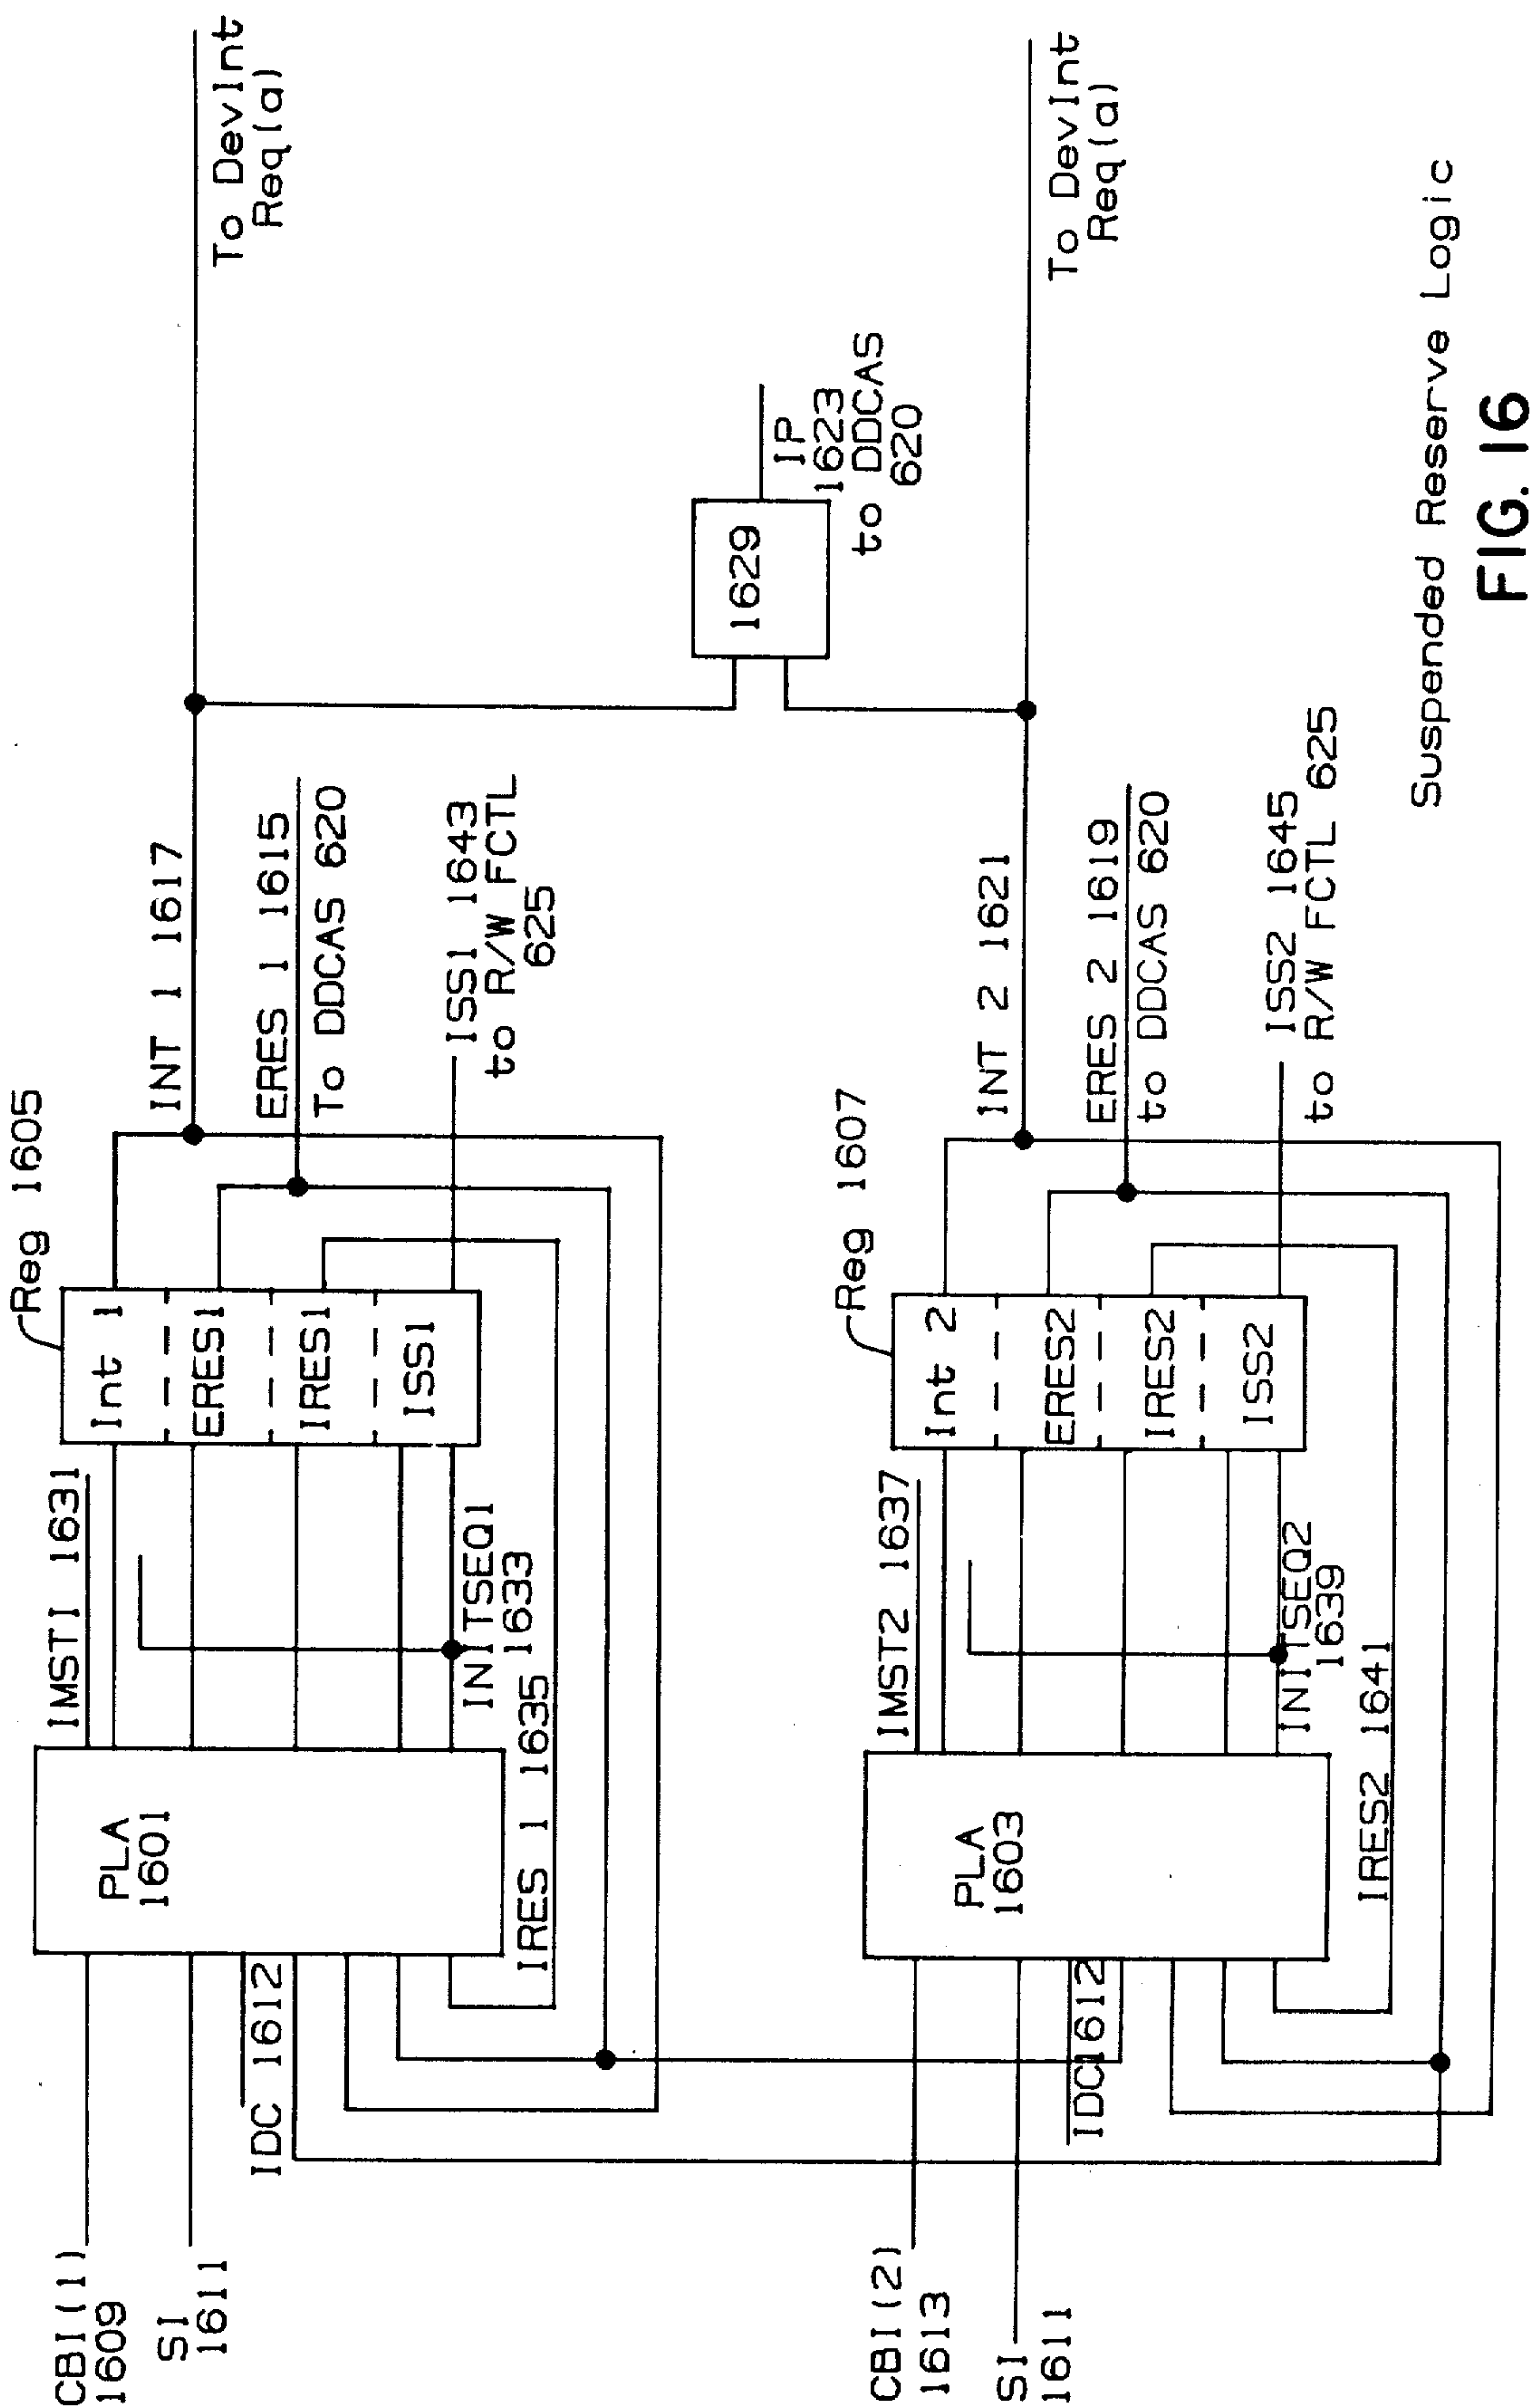 CBI(1)
1609
SI
1611
IDC 1612
PLA
1601
IMST1 1631
INITSEQ1
1633
IRES 1 1635
Reg 1605
Int 1
ERES1
IRES1
ISS1
INT 1 1617
ERES 1 1615
To DDCAS 620
ISS1 1643
to R/W FCTL
625
To DevInt
Req(a)
1629
IP
1623
to DDCAS
620
CBI(2)
1613
SI
1611
IDC1612
PLA
1603
IMST2 1637
INITSEQ2
1639
IRES2 1641
Reg 1607
Int 2
ERES2
IRES2
ISS2
INT 2 1621
ERES 2 1619
to DDCAS 620
ISS2 1645
to R/W FCTL 625
To DevInt
Req(a)
Suspended Reserve Logic
FIG. 16